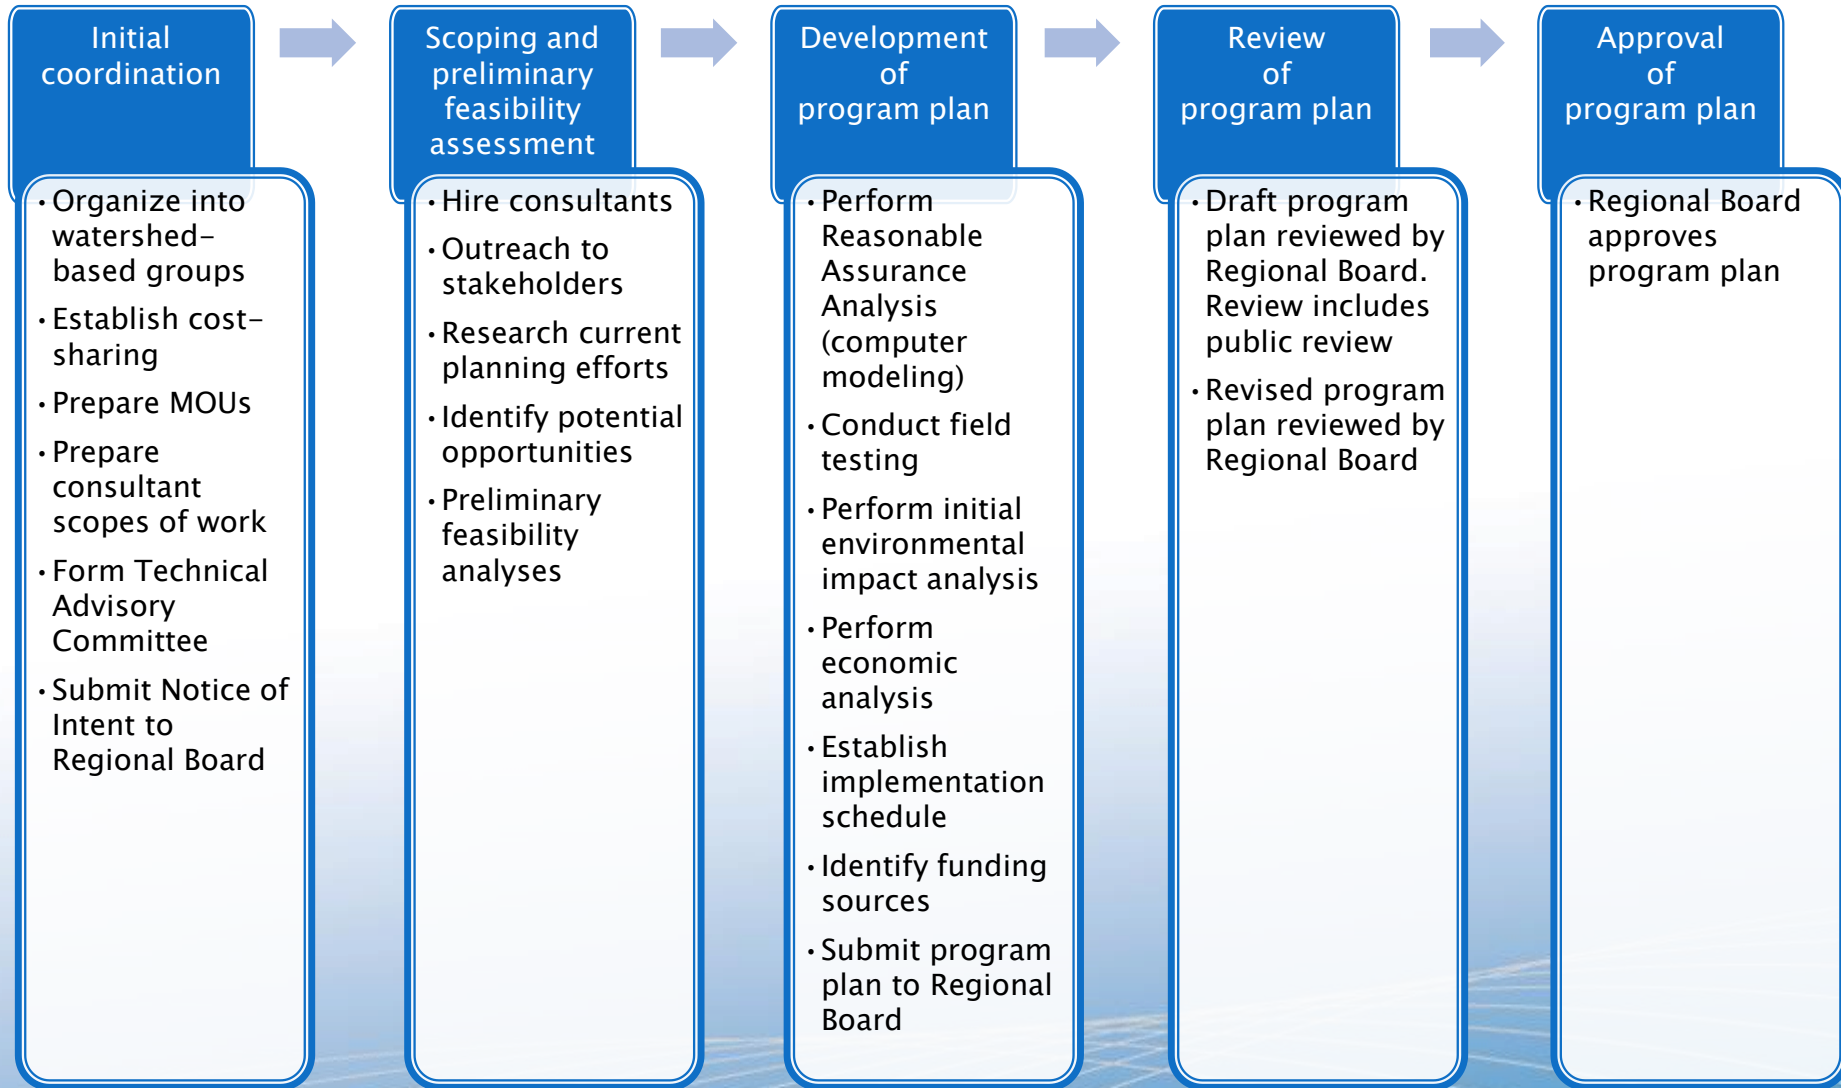 Initial
coordination
• Organize into
watershed-
based groups
• Establish cost-
sharing
• Prepare MOUs
• Prepare
consultant
scopes of work
• Form Technical
Advisory
Committee
• Submit Notice of
Intent to
Regional Board
Scoping and
preliminary
feasibility
assessment
• Hire consultants
• Outreach to
stakeholders
• Research current
planning efforts
• Identify potential
opportunities
• Preliminary
feasibility
analyses
Development
of
program plan
• Perform
Reasonable
Assurance
Analysis
(computer
modeling)
• Conduct field
testing
• Perform initial
environmental
impact analysis
• Perform
economic
analysis
• Establish
implementation
schedule
• Identify funding
sources
• Submit program
plan to Regional
Board
Review
of
program plan
• Draft program
plan reviewed by
Regional Board.
Review includes
public review
• Revised program
plan reviewed by
Regional Board
Approval
of
program plan
• Regional Board
approves
program plan